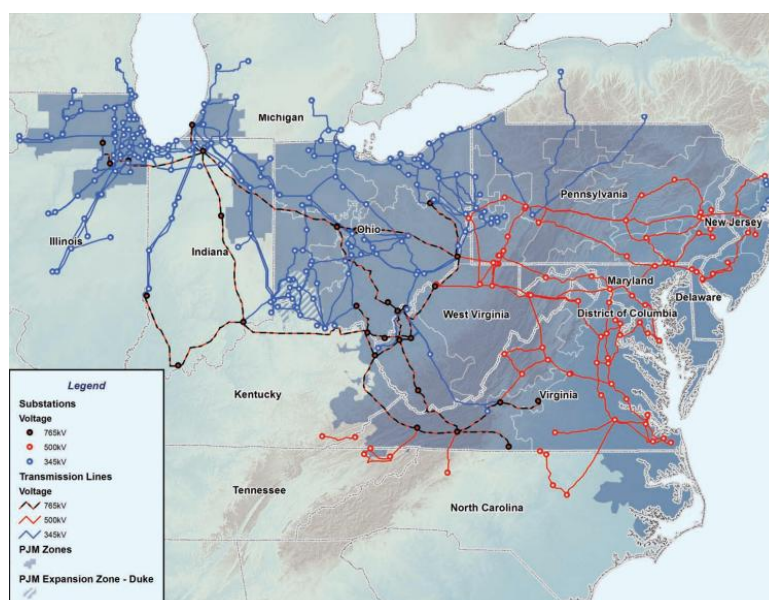 Michigan
Pennsylvania
New Jersey
Ohio
Illinois
Indiana
Maryland
Delaware
District of Columbia
West Virginia
Kentucky
Virginia
Tennessee
North Carolina
Legend
Substations
Voltage
765kV
500kV
345kV
Transmission Lines
Voltage
765kV
500kV
345kV
PJM Zones
PJM Expansion Zone - Duke